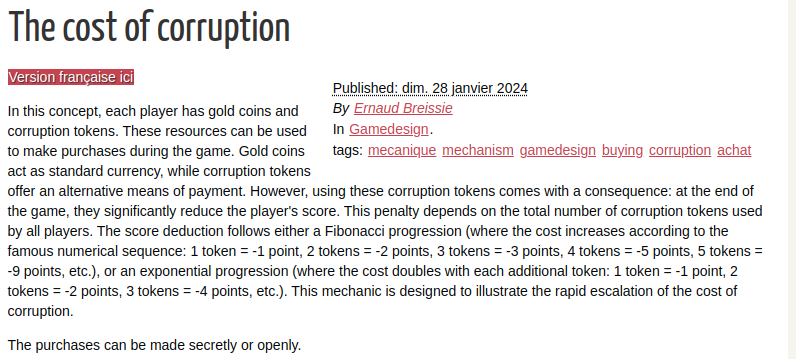 The cost of corruption
Version française ici
Published: dim. 28 janvier 2024
By Ernaud Breissie
In Gamedesign.
tags: mecanique mechanism gamedesign buying corruption achat
In this concept, each player has gold coins and
corruption tokens. These resources can be used
to make purchases during the game. Gold coins
act as standard currency, while corruption tokens
offer an alternative means of payment. However, using these corruption tokens comes with a consequence: at the end of
the game, they significantly reduce the player's score. This penalty depends on the total number of corruption tokens used
by all players. The score deduction follows either a Fibonacci progression (where the cost increases according to the
famous numerical sequence: 1 token = -1 point, 2 tokens = -2 points, 3 tokens = -3 points, 4 tokens = -5 points, 5 tokens =
-9 points, etc.), or an exponential progression (where the cost doubles with each additional token: 1 token = -1 point, 2
tokens = -2 points, 3 tokens = -4 points, etc.). This mechanic is designed to illustrate the rapid escalation of the cost of
corruption.
The purchases can be made secretly or openly.